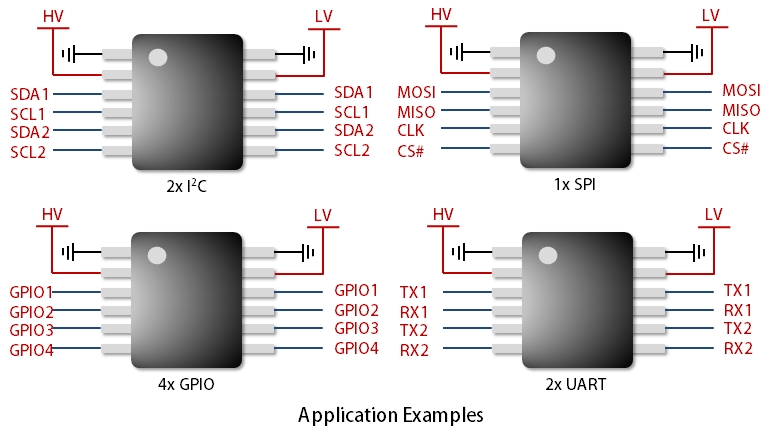 HV
LV
SDA1
SCL1
SDA2
SCL2
SDA1
SCL1
SDA2
SCL2
2x I²C
HV
LV
MOSI
MISO
CLK
CS#
MOSI
MISO
CLK
CS#
1x SPI
HV
LV
GPIO1
GPIO2
GPIO3
GPIO4
GPIO1
GPIO2
GPIO3
GPIO4
4x GPIO
HV
LV
TX1
RX1
TX2
RX2
TX1
RX1
TX2
RX2
2x UART
Application Examples